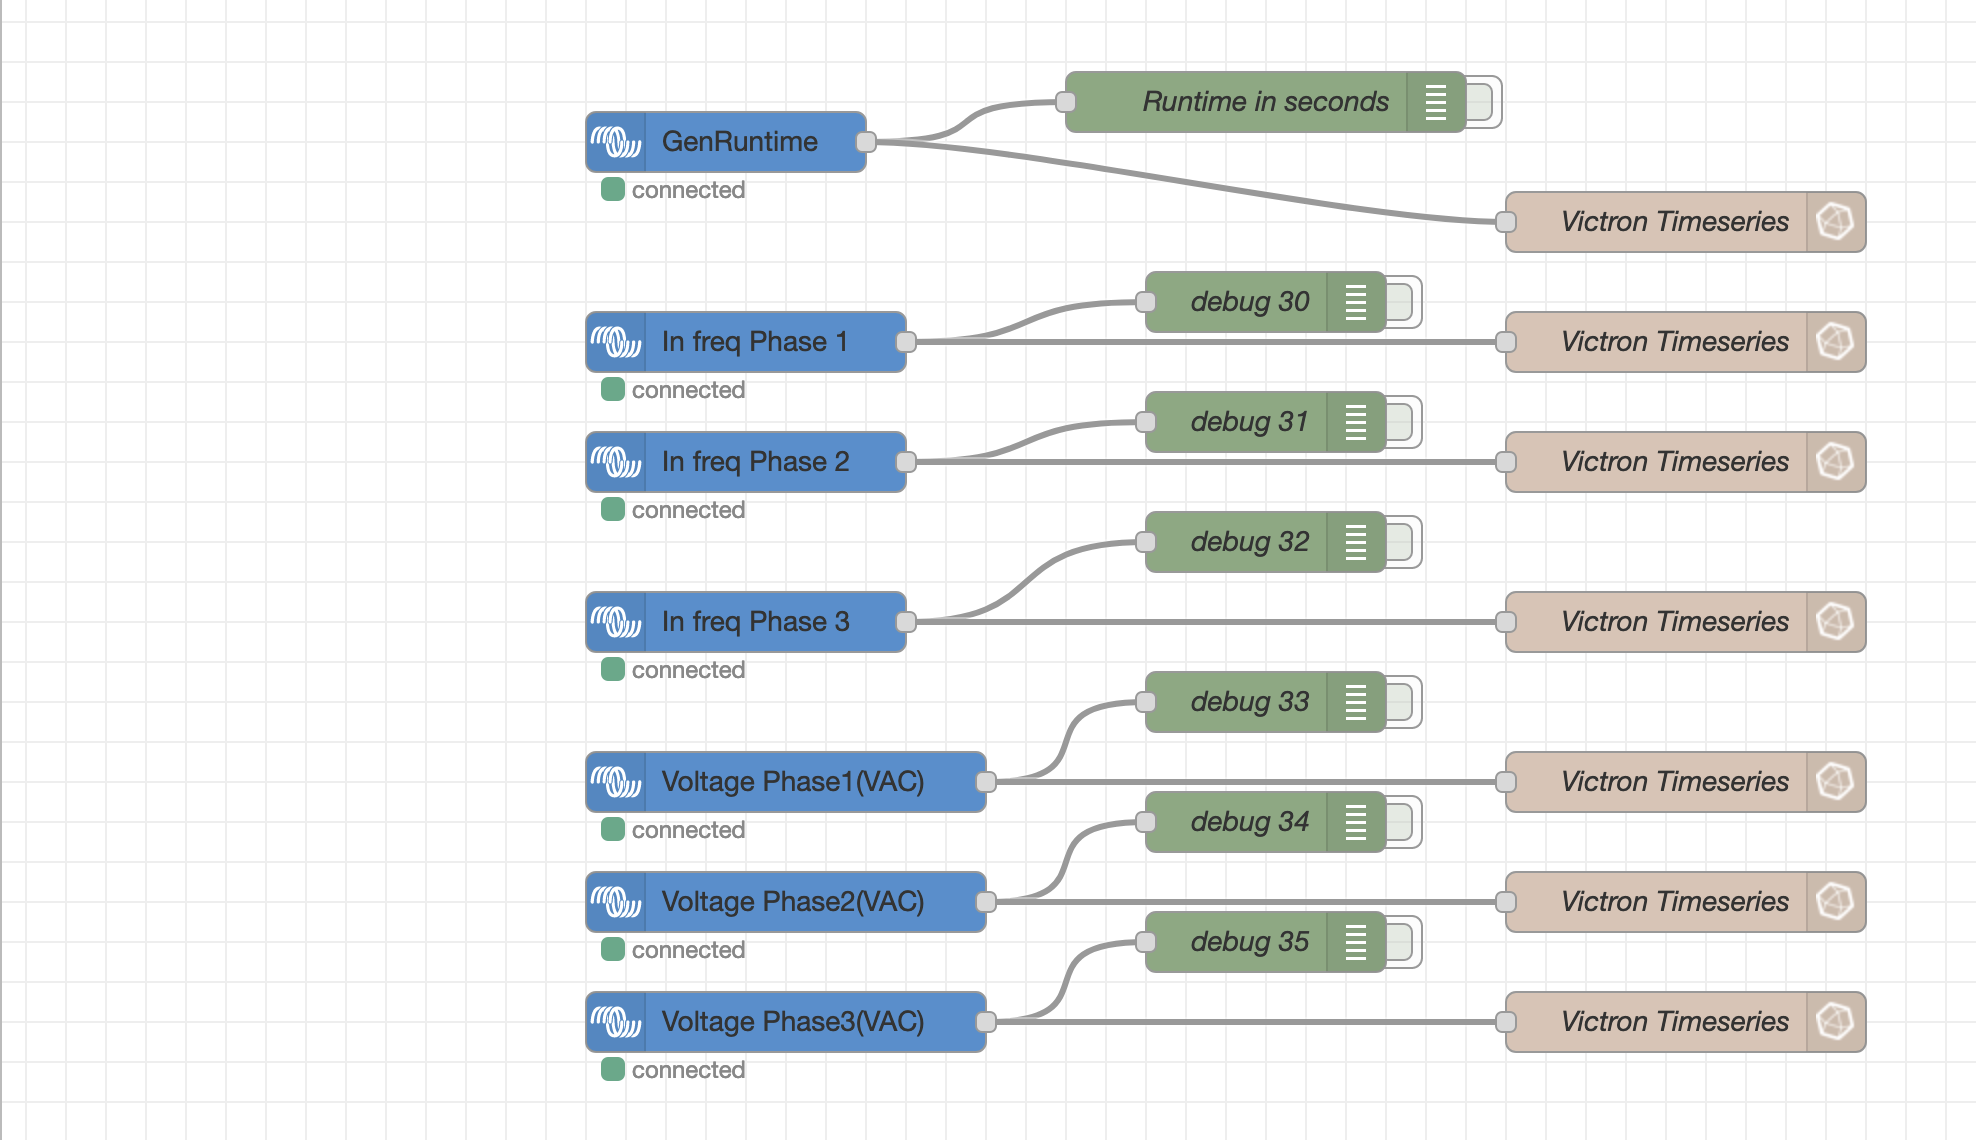 Runtime in seconds
GenRuntime
connected
Victron Timeseries
debug 30
In freq Phase 1
Victron Timeseries
connected
debug 31
In freq Phase 2
Victron Timeseries
connected
debug 32
In freq Phase 3
Victron Timeseries
connected
debug 33
Voltage Phase1(VAC)
Victron Timeseries
connected
debug 34
Voltage Phase2(VAC)
Victron Timeseries
connected
debug 35
Voltage Phase3(VAC)
Victron Timeseries
connected